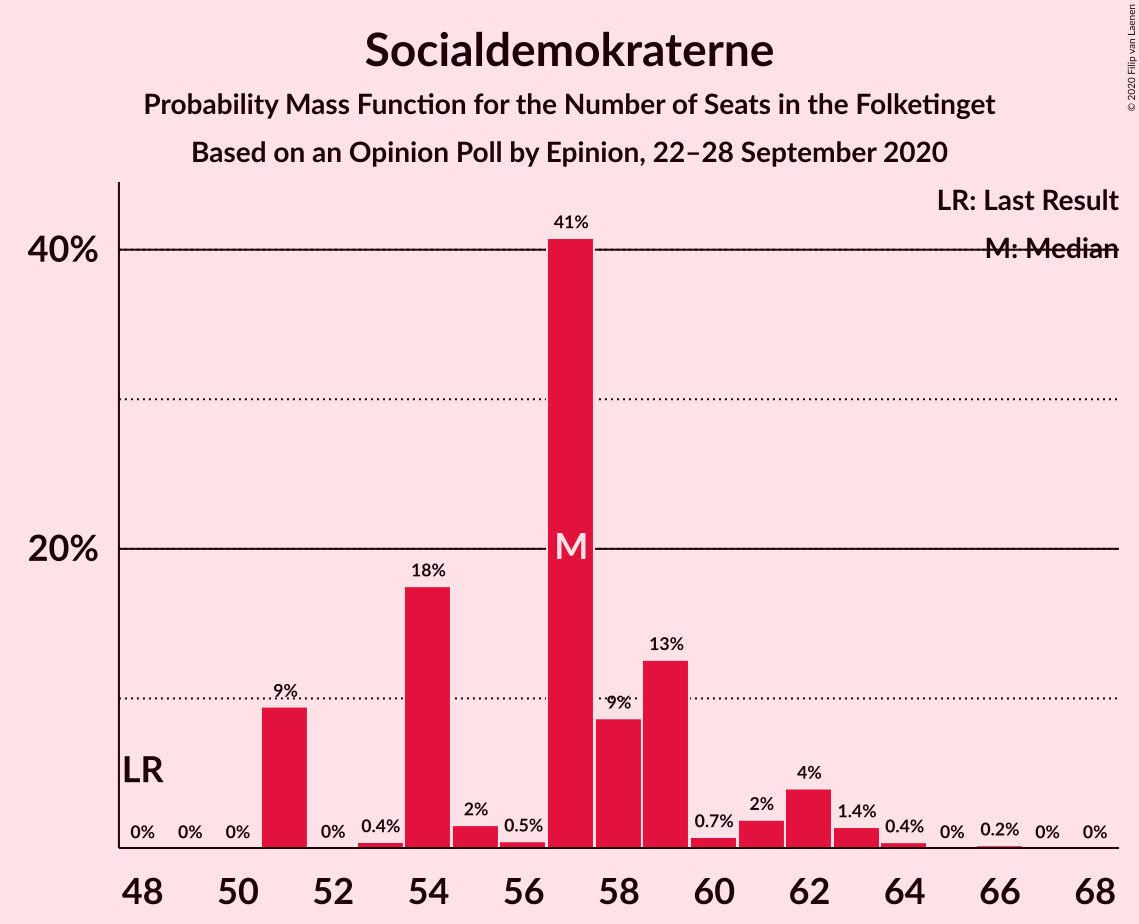 Socialdemokraterne
Probability Mass Function for the Number of Seats in the Folketinget
Based on an Opinion Poll by Epinion, 22–28 September 2020
© 2020 Filip van Laenen
LR: Last Result
M: Median
40%
20%
41%
M
18%
13%
9%
9%
LR
4%
2%
2%
1.4%
0% 0% 0% 0% 0.4% 0.5% 0.7% 0.4% 0% 0.2% 0% 0%
48 50 52 54 56 58 60 62 64 66 68